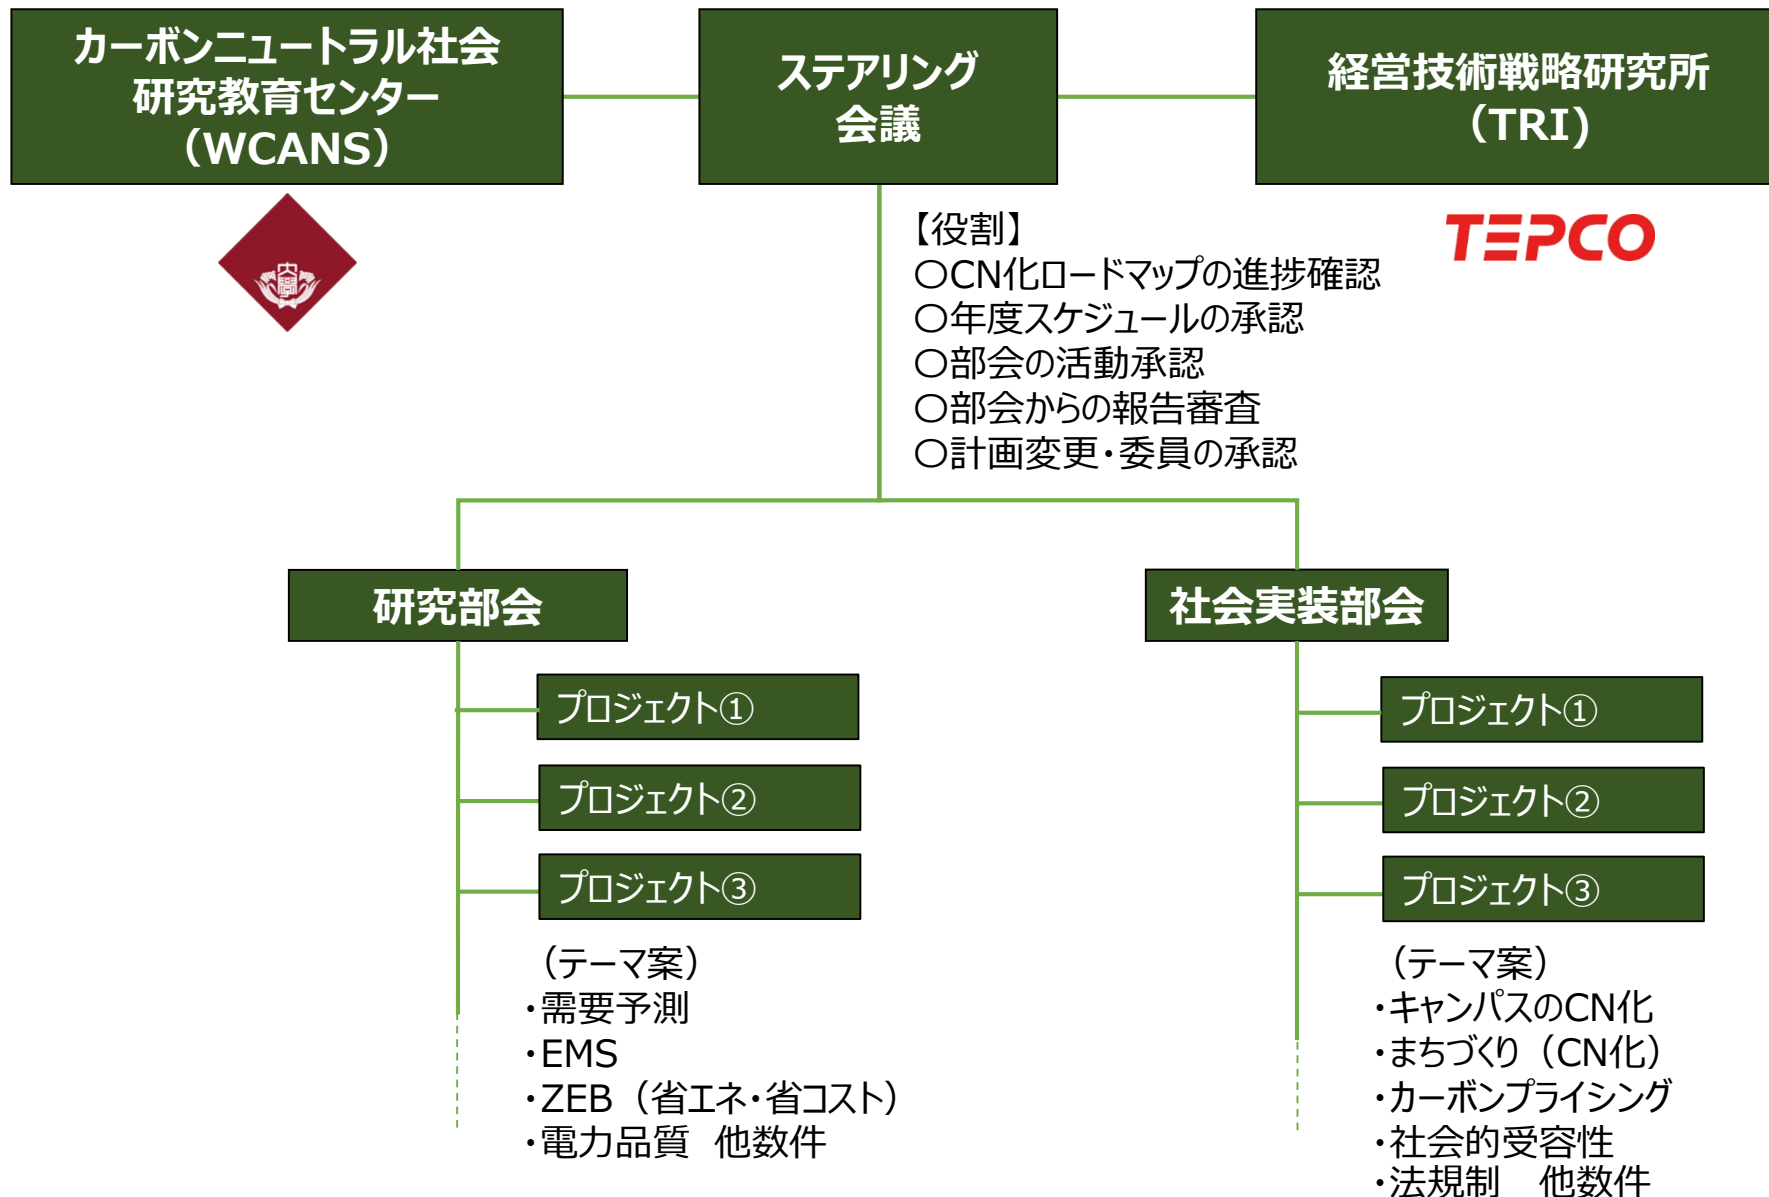 カーボンニュートラル社会
研究教育センター
（WCANS）
ステアリング
会議
経営技術戦略研究所
（TRI)
大學
TEPCO
【役割】
〇CN化ロードマップの進捗確認
〇年度スケジュールの承認
〇部会の活動承認
〇部会からの報告審査
〇計画変更・委員の承認
研究部会
プロジェクト①
プロジェクト②
プロジェクト③
（テーマ案）
・需要予測
・EMS
・ZEB（省エネ・省コスト）
・電力品質　他数件
社会実装部会
プロジェクト①
プロジェクト②
プロジェクト③
（テーマ案）
・キャンパスのCN化
・まちづくり（CN化）
・カーボンプライシング
・社会的受容性
・法規制　他数件